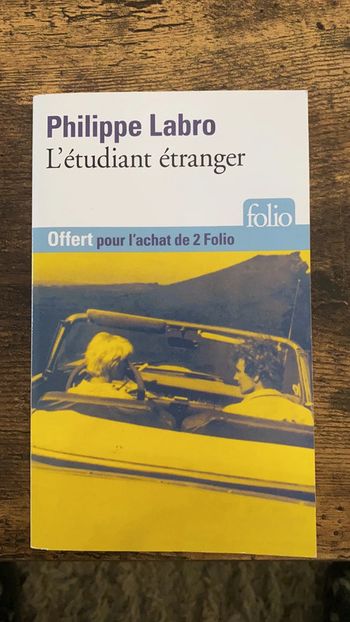 Philippe Labro
L'étudiant étranger
folio
Offert pour l'achat de 2 Folio